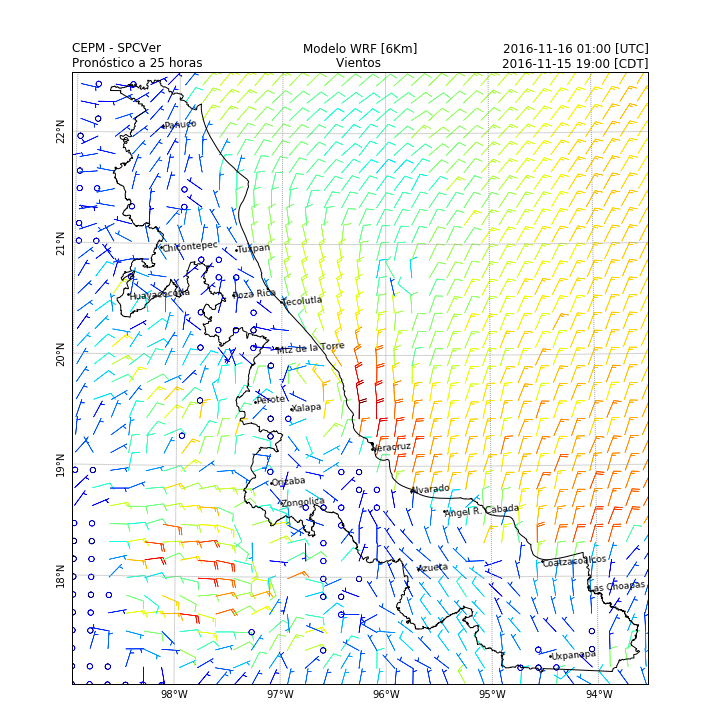 CEPM - SPCVer Modelo WRF [6Km] 2016-11-16 01:00 [UTC]
Pronóstico a 25 horas Vientos 2016-11-15 19:00 [CDT]
22°N
Panuco
21°N
Chicontepec Tuxpan
Huayacocotla Poza Rica Tecolutla
20°N
Mtz de la Torre
Perote
Xalapa
Veracruz
19°N
Orizaba Alvarado
Zongolica Angel R. Cabada
18°N
Azueta Coatzacoalcos
Las Choapas
Uxpanapa
98°W 97°W 96°W 95°W 94°W